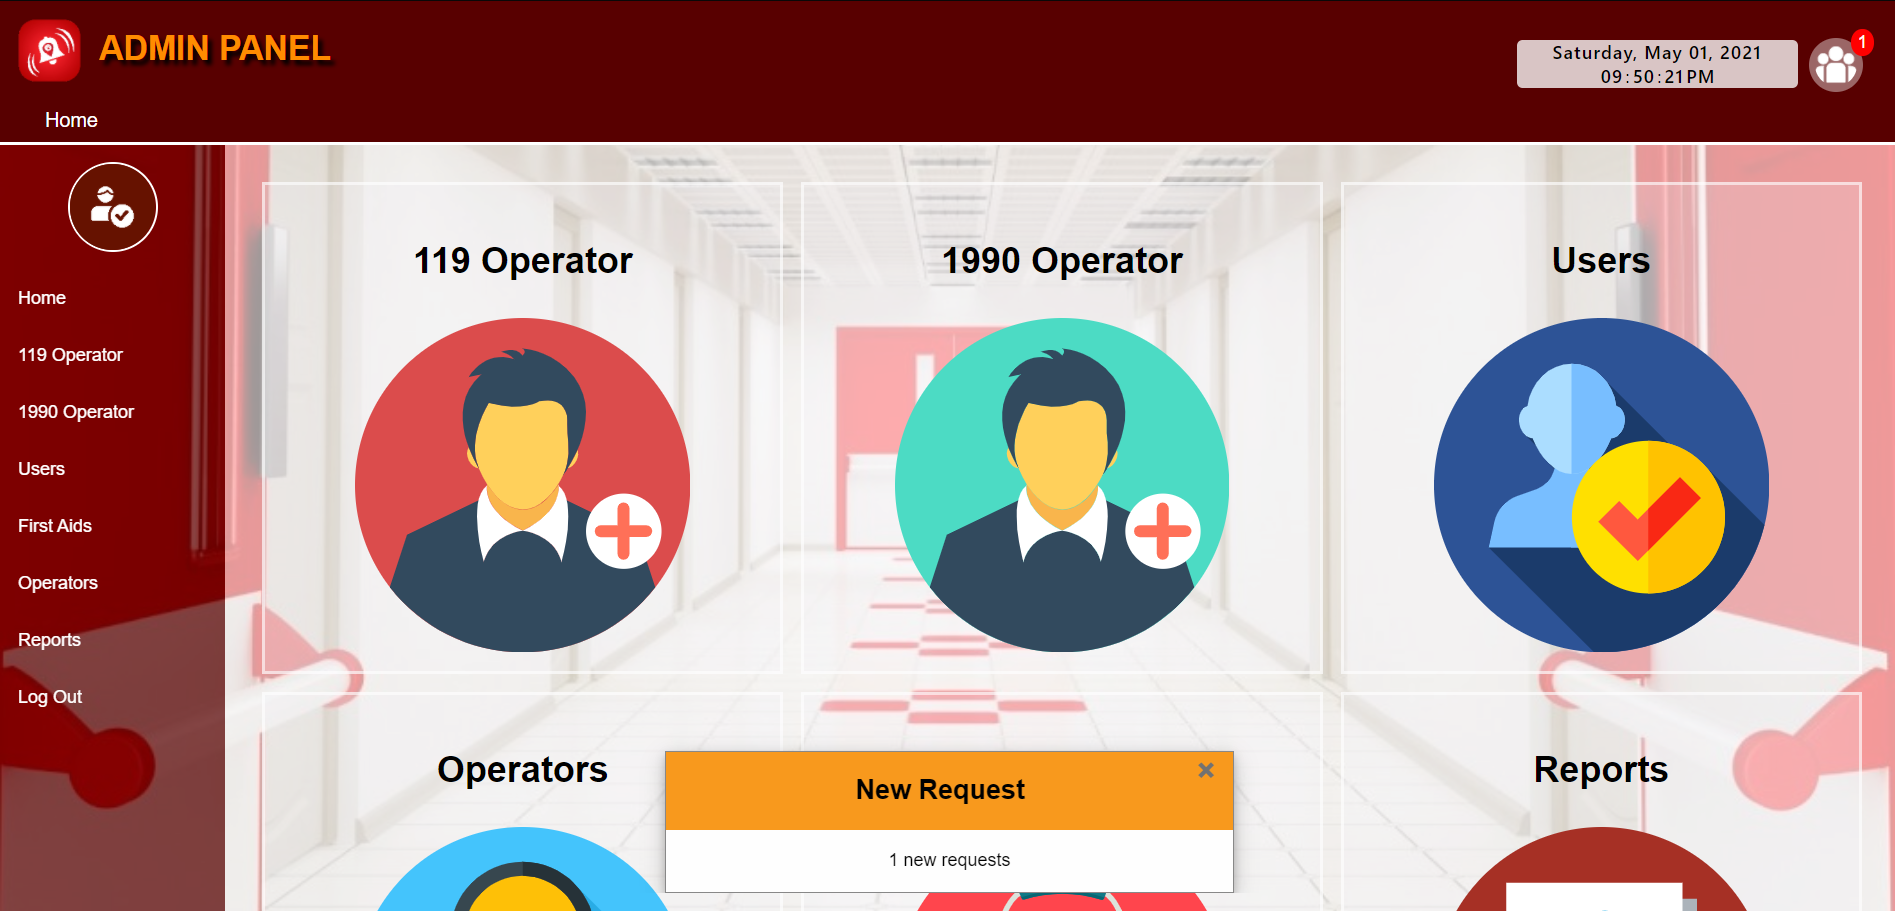 ADMIN PANEL
Saturday, May 01, 2021
09:50:21PM
1
Home
Home
119 Operator
1990 Operator
Users
First Aids
Operators
Reports
Log Out
119 Operator
1990 Operator
Users
Operators
Reports
New Request
×
1 new requests